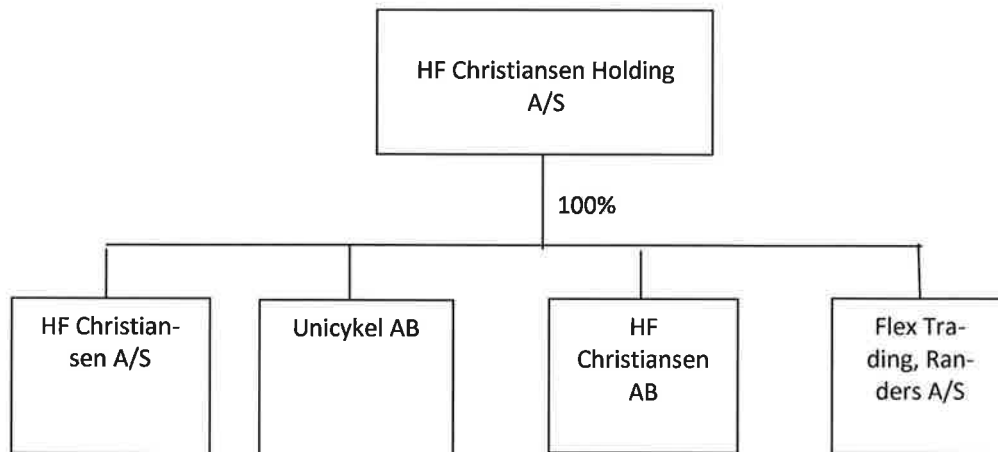 HF Christiansen Holding
A/S
100%
HF Christian-
sen A/S
Unicykel AB
HF
Christiansen
AB
Flex Tra-
ding, Ran-
ders A/S